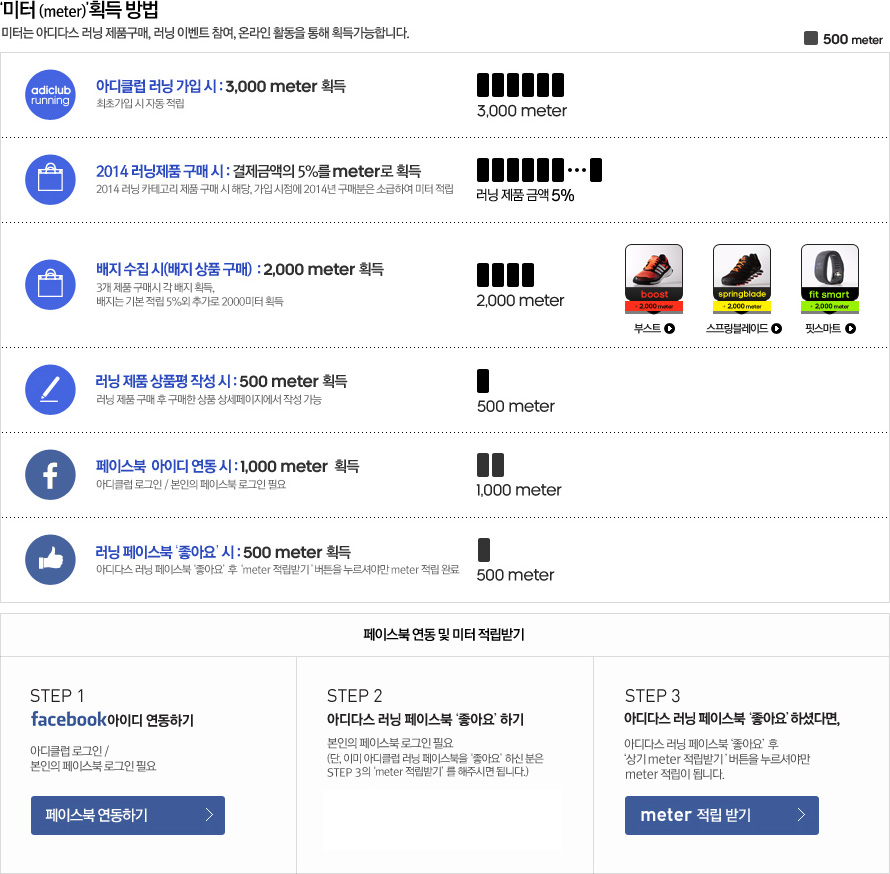 '미터 (meter)'획득 방법
미터는 아디다스 러닝 제품구매, 러닝 이벤트 참여, 온라인 활동을 통해 획득가능합니다.
500 meter
adiclub
running
아디클럽 러닝 가입 시 : 3,000 meter 획득
최초가입 시 자동 적립
3,000 meter
2014 러닝제품 구매 시 : 결제금액의 5%를 meter로 획득
2014 러닝 카테고리 제품 구매 시 해당, 가입 시점에 2014년 구매분은 소급하여 미터 적립
러닝 제품 금액 5%
배지 수집 시(배지 상품 구매) : 2,000 meter 획득
3개 제품 구매시 각 배지 획득,
배지는 기본 적립 5%외 추가로 2000미터 획득
2,000 meter
boost
+ 2,000 meter
부스트
springblade
+ 2,000 meter
스프링블레이드
fit smart
+ 2,000 meter
핏스마트
러닝 제품 상품평 작성 시 : 500 meter 획득
러닝 제품 구매 후 구매한 상품 상세페이지에서 작성 가능
500 meter
페이스북 아이디 연동 시 : 1,000 meter 획득
아디클럽 로그인 / 본인의 페이스북 로그인 필요
1,000 meter
러닝 페이스북 '좋아요' 시 : 500 meter 획득
아디다스 러닝 페이스북 '좋아요' 후 'meter 적립받기' 버튼을 누르셔야만 meter 적립 완료
500 meter
페이스북 연동 및 미터 적립받기
STEP 1
facebook아이디 연동하기
아디클럽 로그인 /
본인의 페이스북 로그인 필요
페이스북 연동하기
STEP 2
아디다스 러닝 페이스북 '좋아요' 하기
본인의 페이스북 로그인 필요
(단, 이미 아디클럽 러닝 페이스북을 '좋아요' 하신 분은
STEP 3의 'meter 적립받기' 를 해주시면 됩니다.)
STEP 3
아디다스 러닝 페이스북 '좋아요' 하셨다면,
아디다스 러닝 페이스북 '좋아요' 후
'상기 meter 적립받기' 버튼을 누르셔야만
meter 적립이 됩니다.
meter 적립 받기